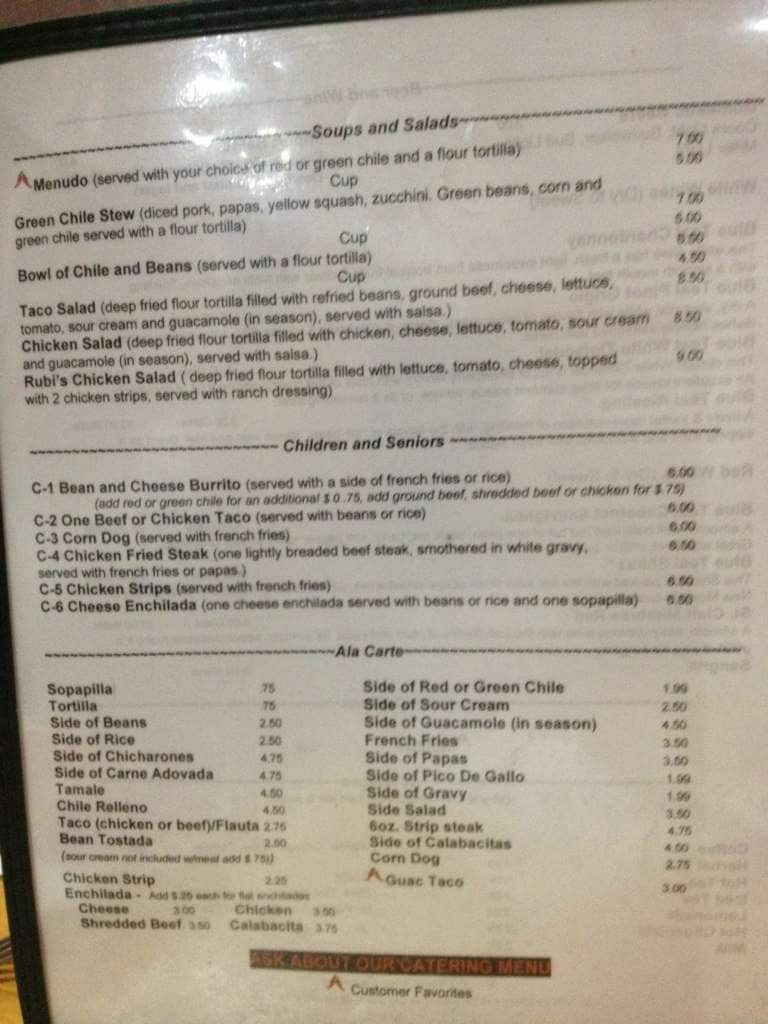 Soups and Salads
Menudo (served with your choice of red or green chile and a flour tortilla) 7.00
Cup 5.00
Green Chile Stew (diced pork, papas, yellow squash, zucchini. Green beans, corn and 7.00
green chile served with a flour tortilla)
Cup 5.00
Bowl of Chile and Beans (served with a flour tortilla) 6.50
Cup 4.50
Taco Salad (deep fried flour tortilla filled with refried beans, ground beef, cheese, lettuce, 8.50
tomato, sour cream and guacamole (in season), served with salsa.)
Chicken Salad (deep fried flour tortilla filled with chicken, cheese, lettuce, tomato, sour cream 8.50
and guacamole (in season), served with salsa.)
Rubi's Chicken Salad ( deep fried flour tortilla filled with lettuce, tomato, cheese, topped 9.00
with 2 chicken strips, served with ranch dressing)
Children and Seniors
C-1 Bean and Cheese Burrito (served with a side of french fries or rice) 6.00
(add red or green chile for an additional $ 0 .75, add ground beef, shredded beef or chicken for $ .75)
C-2 One Beef or Chicken Taco (served with beans or rice) 6.00
C-3 Corn Dog (served with french fries) 6.00
C-4 Chicken Fried Steak (one lightly breaded beef steak, smothered in white gravy, 6.50
served with french fries or papas.)
C-5 Chicken Strips (served with french fries) 6.50
C-6 Cheese Enchilada (one cheese enchilada served with beans or rice and one sopapilla) 6.50
Ala Carte
Sopapilla .75
Tortilla .75
Side of Beans 2.50
Side of Rice 2.50
Side of Chicharones 4.75
Side of Carne Adovada 4.75
Tamale 4.50
Chile Relleno 4.50
Taco (chicken or beef)/Flauta 2.75
Bean Tostada 2.50
(sour cream not included w/meat add $ .75))
Chicken Strip 2.25
Enchilada - Add $.25 each for flat enchiladas
Cheese 3.00 Chicken 3.50
Shredded Beef 3.50 Calabacita 3.75
Side of Red or Green Chile 1.99
Side of Sour Cream 2.50
Side of Guacamole (in season) 4.50
French Fries 3.50
Side of Papas 3.50
Side of Pico De Gallo 1.99
Side of Gravy 1.99
Side Salad 3.50
6oz. Strip steak 4.75
Side of Calabacitas 4.50
Corn Dog 2.75
Guac Taco 3.00
ASK ABOUT OUR CATERING MENU
Customer Favorites